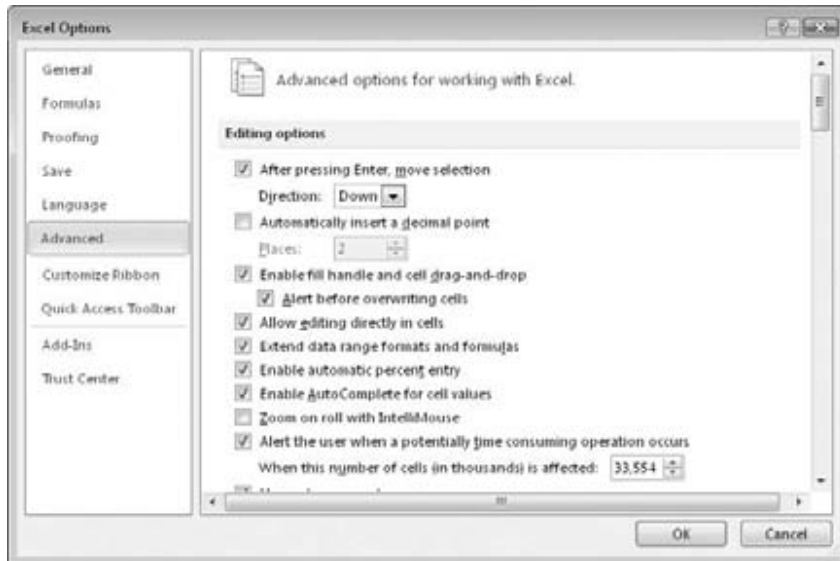 Excel Options
General
Formulas
Proofing
Save
Language
Advanced
Customize Ribbon
Quick Access Toolbar
Add-Ins
Trust Center
Advanced options for working with Excel.
Editing options
After pressing Enter, move selection
Direction: Down
Automatically insert a decimal point
Places: 2
Enable fill handle and cell drag-and-drop
Alert before overwriting cells
Allow editing directly in cells
Extend data range formats and formulas
Enable automatic percent entry
Enable AutoComplete for cell values
Zoom on roll with IntelliMouse
Alert the user when a potentially time consuming operation occurs
When this number of cells (in thousands) is affected: 33,554
OK Cancel